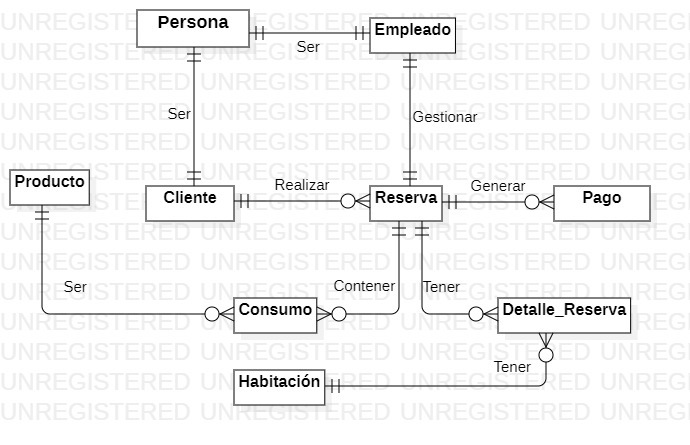 Persona
Empleado
Ser
Ser
Gestionar
Producto
Cliente
Realizar
Reserva
Generar
Pago
Ser
Contener
Tener
Consumo
Detalle_Reserva
Tener
Habitación
UNREGISTERED UNREGISTERED UNREGISTERED UNREGISTERED